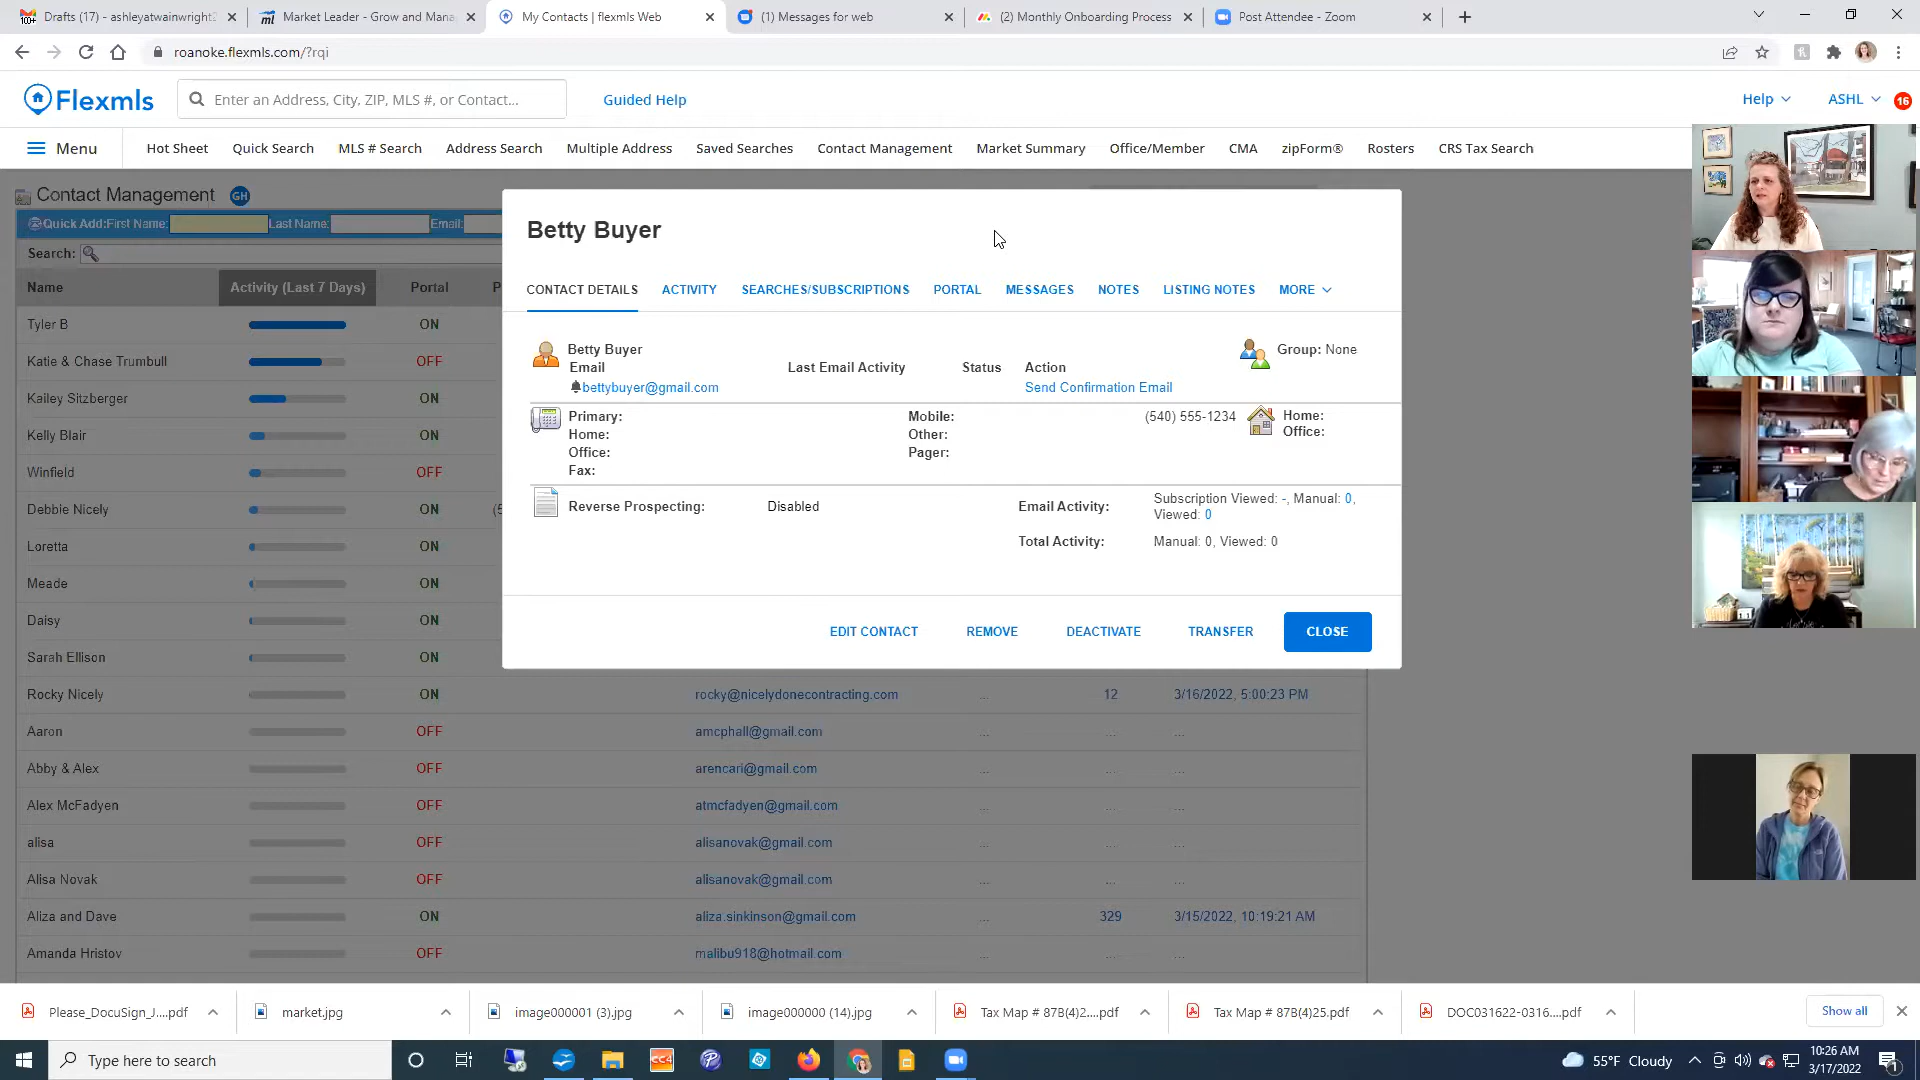 Drafts (17) - ashleyatwainwright
Market Leader - Grow and Mana
My Contacts | flexmls Web
(1) Messages for web
(2) Monthly Onboarding Process
Post Attendee - Zoom
roanoke.flexmls.com/?rqi
Flexmls
Enter an Address, City, ZIP, MLS #, or Contact...
Guided Help
Help
ASHL
16
Menu
Hot Sheet
Quick Search
MLS # Search
Address Search
Multiple Address
Saved Searches
Contact Management
Market Summary
Office/Member
CMA
zipForm®
Rosters
CRS Tax Search
Contact Management GH
Quick Add: First Name: Last Name: Email:
Search:
Name Activity (Last 7 Days) Portal P
Tyler B ON
Katie & Chase Trumbull OFF
Kailey Sitzberger ON
Kelly Blair ON
Winfield OFF
Debbie Nicely ON (5
Loretta ON
Meade ON
Daisy ON
Sarah Ellison ON
Rocky Nicely ON rocky@nicelydonecontracting.com ... 12 3/16/2022, 5:00:23 PM
Aaron OFF amcphall@gmail.com ... ... ...
Abby & Alex OFF arencari@gmail.com ... ... ...
Alex McFadyen OFF atmcfadyen@gmail.com ... ... ...
alisa OFF alisanovak@gmail.com ... ... ...
Alisa Novak OFF alisanovak@gmail.com ... ... ...
Aliza and Dave ON aliza.sinkinson@gmail.com ... 329 3/15/2022, 10:19:21 AM
Amanda Hristov OFF malibu918@hotmail.com ... ... ...
Betty Buyer
CONTACT DETAILS
ACTIVITY
SEARCHES/SUBSCRIPTIONS
PORTAL
MESSAGES
NOTES
LISTING NOTES
MORE
Betty Buyer
Group: None
Email Last Email Activity Status Action
bettybuyer@gmail.com Send Confirmation Email
Primary: Mobile: (540) 555-1234 Home:
Home: Other: Office:
Office: Pager:
Fax:
Reverse Prospecting: Disabled
Email Activity: Subscription Viewed: -, Manual: 0,
Viewed: 0
Total Activity: Manual: 0, Viewed: 0
EDIT CONTACT
REMOVE
DEACTIVATE
TRANSFER
CLOSE
Please_DocuSign_J....pdf
market.jpg
image000001 (3).jpg
image000000 (14).jpg
Tax Map # 87B(4)2....pdf
Tax Map # 87B(4)25.pdf
DOC031622-0316....pdf
Show all
Type here to search
CC4
55°F Cloudy
10:26 AM
3/17/2022
1